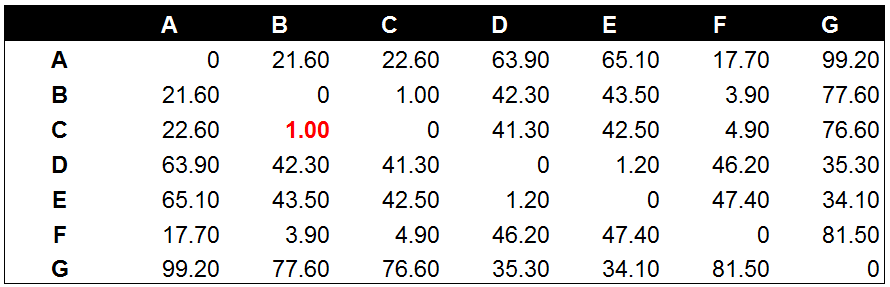 A B C D E F G
A 0 21.60 22.60 63.90 65.10 17.70 99.20
B 21.60 0 1.00 42.30 43.50 3.90 77.60
C 22.60 1.00 0 41.30 42.50 4.90 76.60
D 63.90 42.30 41.30 0 1.20 46.20 35.30
E 65.10 43.50 42.50 1.20 0 47.40 34.10
F 17.70 3.90 4.90 46.20 47.40 0 81.50
G 99.20 77.60 76.60 35.30 34.10 81.50 0